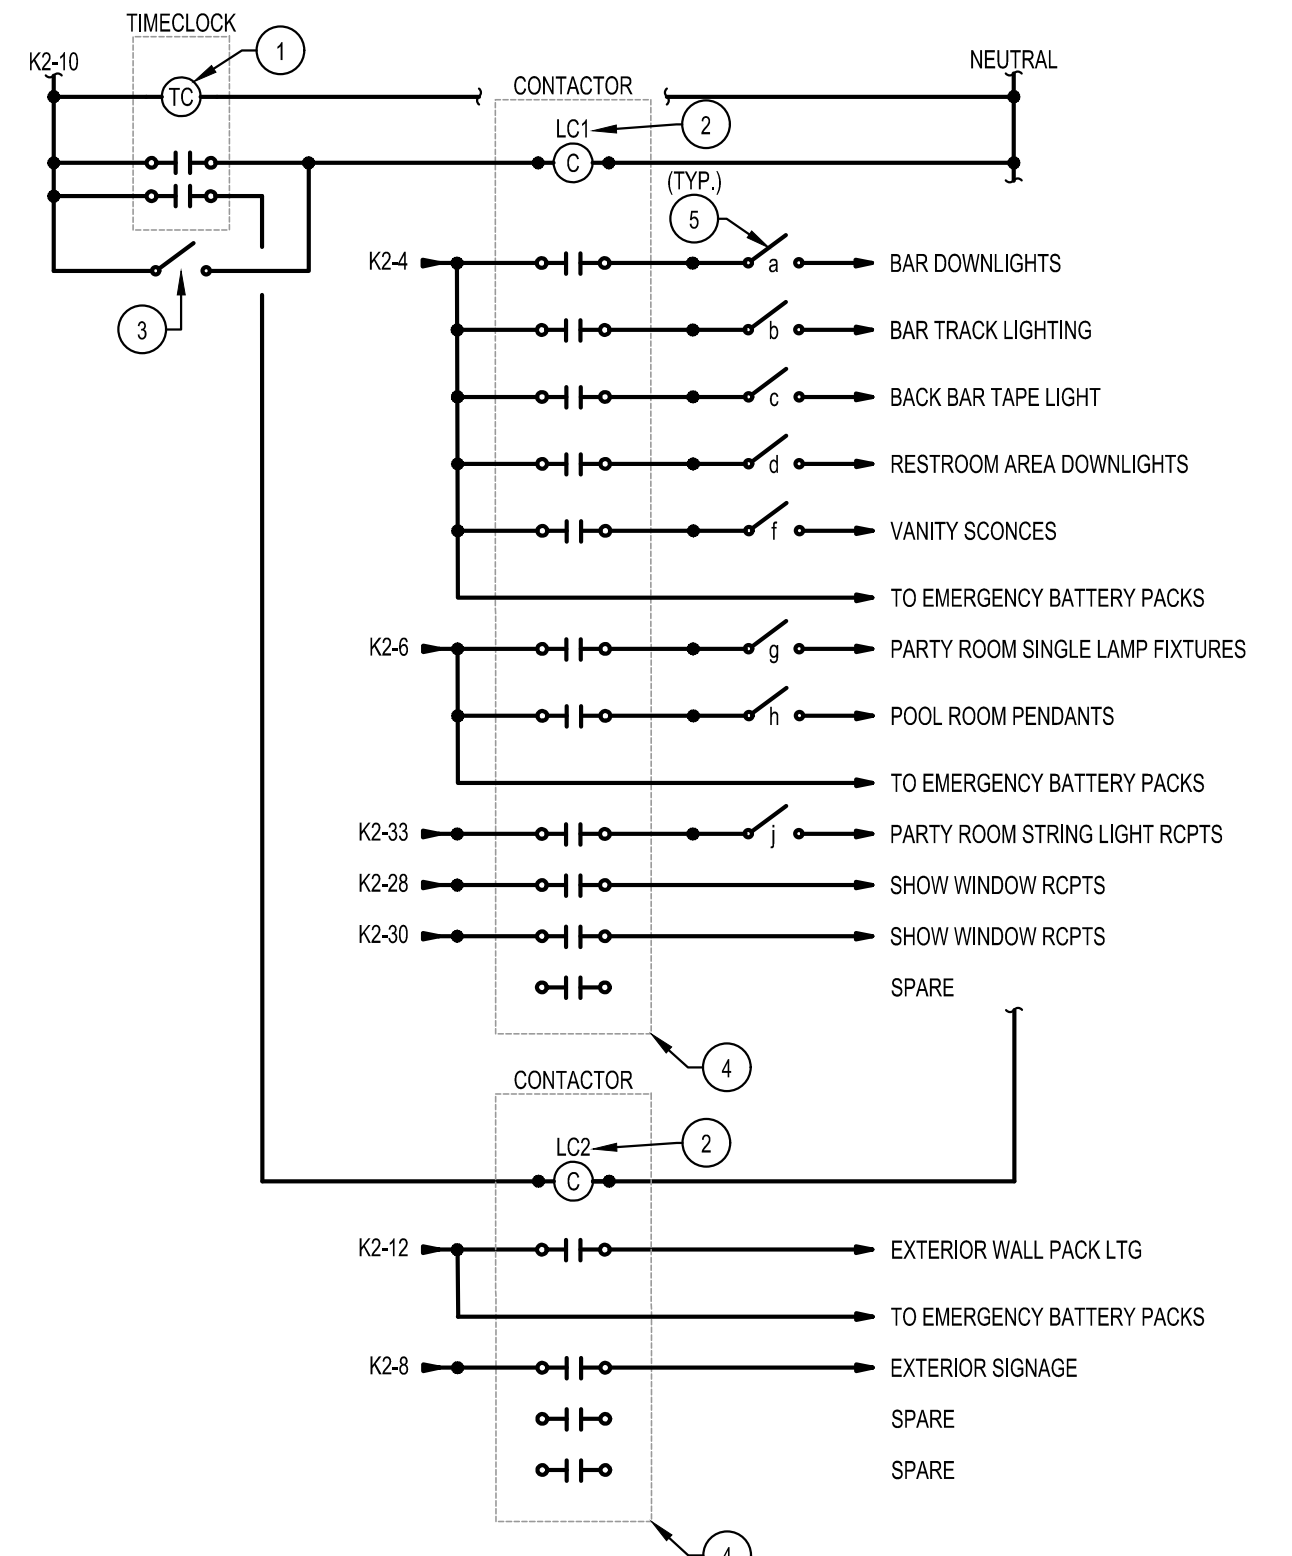 TIMECLOCK
1
K2-10
NEUTRAL
TC
CONTACTOR
LC1
2
C
(TYP.)
5
3
K2-4
a
BAR DOWNLIGHTS
b
BAR TRACK LIGHTING
c
BACK BAR TAPE LIGHT
d
RESTROOM AREA DOWNLIGHTS
f
VANITY SCONCES
TO EMERGENCY BATTERY PACKS
K2-6
g
PARTY ROOM SINGLE LAMP FIXTURES
h
POOL ROOM PENDANTS
TO EMERGENCY BATTERY PACKS
K2-33
j
PARTY ROOM STRING LIGHT RCPTS
K2-28
SHOW WINDOW RCPTS
K2-30
SHOW WINDOW RCPTS
SPARE
4
CONTACTOR
LC2
2
C
K2-12
EXTERIOR WALL PACK LTG
TO EMERGENCY BATTERY PACKS
K2-8
EXTERIOR SIGNAGE
SPARE
SPARE
4